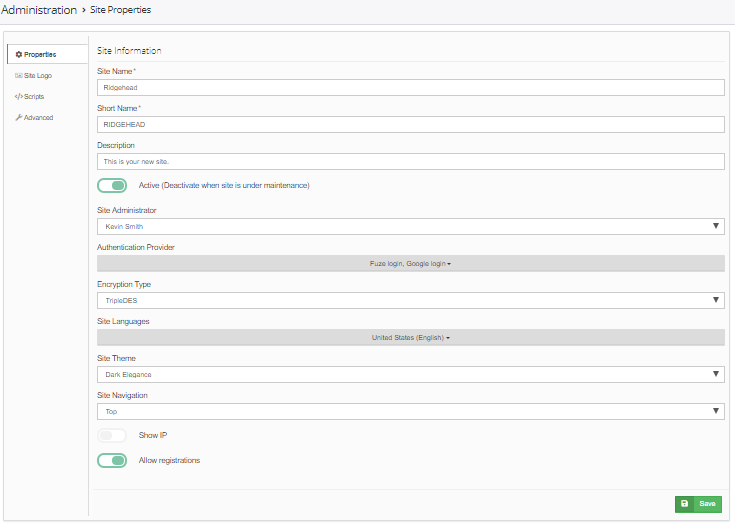 Administration > Site Properties
Properties
Site Logo
</> Scripts
Advanced
Site Information
Site Name*
Ridgehead
Short Name*
RIDGEHEAD
Description
This is your new site.
Active (Deactivate when site is under maintenance)
Site Administrator
Kevin Smith
Authentication Provider
Fuze login, Google login
Encryption Type
TripleDES
Site Languages
United States (English)
Site Theme
Dark Elegance
Site Navigation
Top
Show IP
Allow registrations
Save